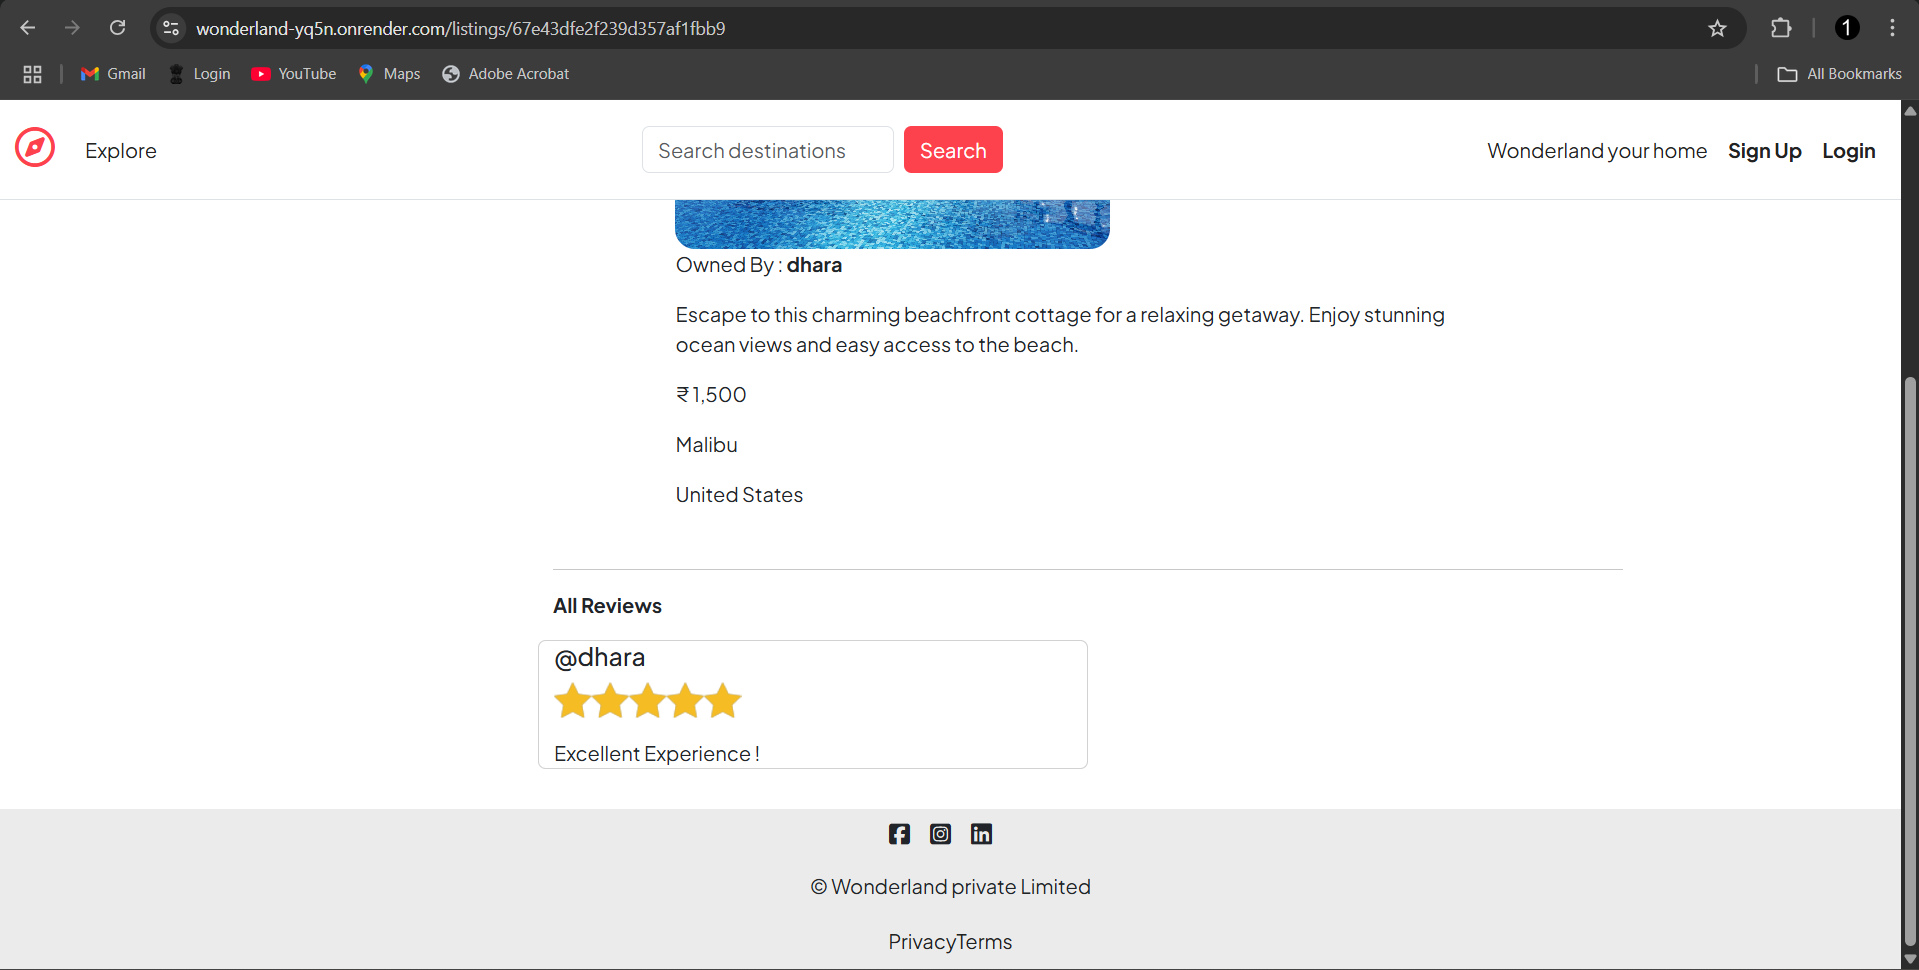 wonderland-yq5n.onrender.com/listings/67e43dfe2f239d357af1fbb9
1
Gmail
Login
YouTube
Maps
Adobe Acrobat
All Bookmarks
Explore
Search destinations
Search
Wonderland your home
Sign Up
Login
Owned By : dhara
Escape to this charming beachfront cottage for a relaxing getaway. Enjoy stunning
ocean views and easy access to the beach.
₹ 1,500
Malibu
United States
All Reviews
@dhara
Excellent Experience !
© Wonderland private Limited
PrivacyTerms